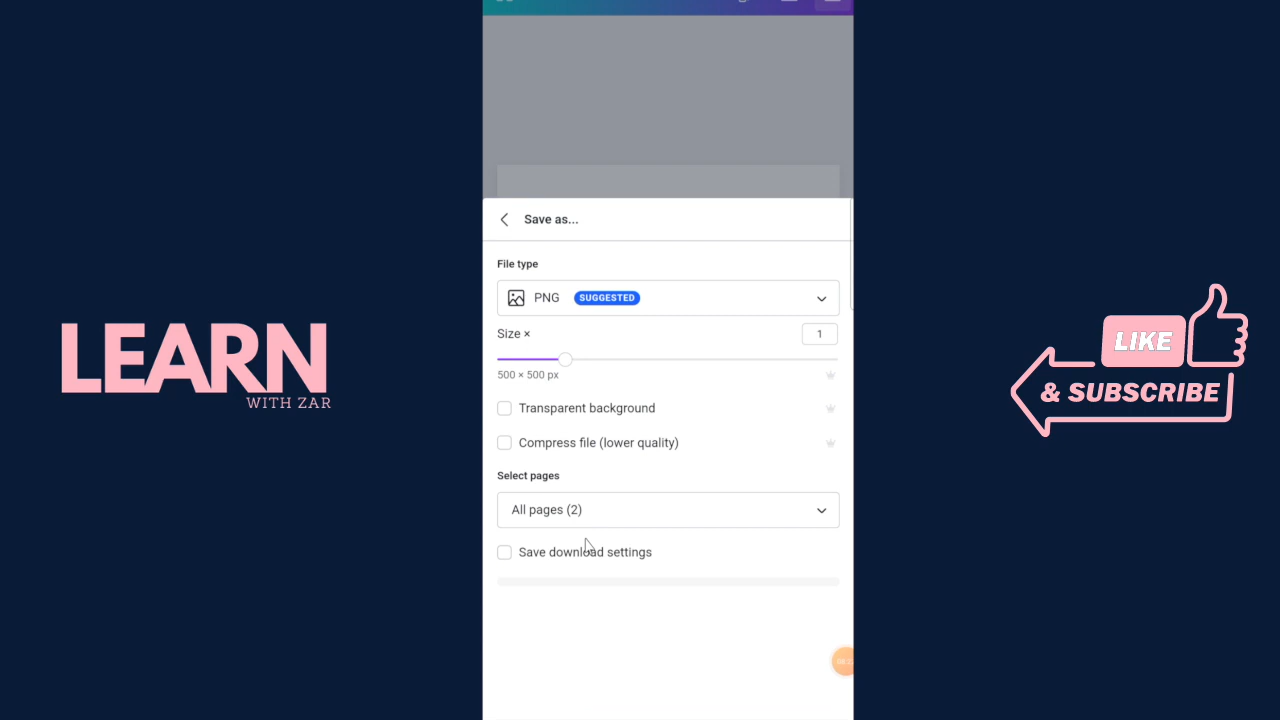 Save as...
File type
PNG SUGGESTED
Size × 1
500 × 500 px
Transparent background
Compress file (lower quality)
Select pages
All pages (2)
Save download settings
LEARN
WITH ZAR
LIKE
& SUBSCRIBE